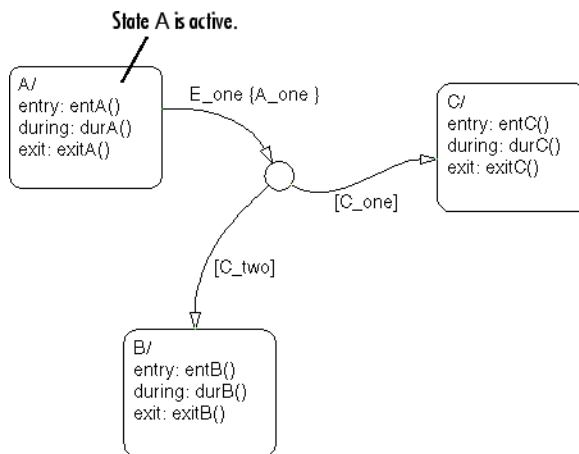 State A is active.
A/
entry: entA()
during: durA()
exit: exitA()
E_one {A_one }
C/
entry: entC()
during: durC()
exit: exitC()
[C_one]
[C_two]
B/
entry: entB()
during: durB()
exit: exitB()